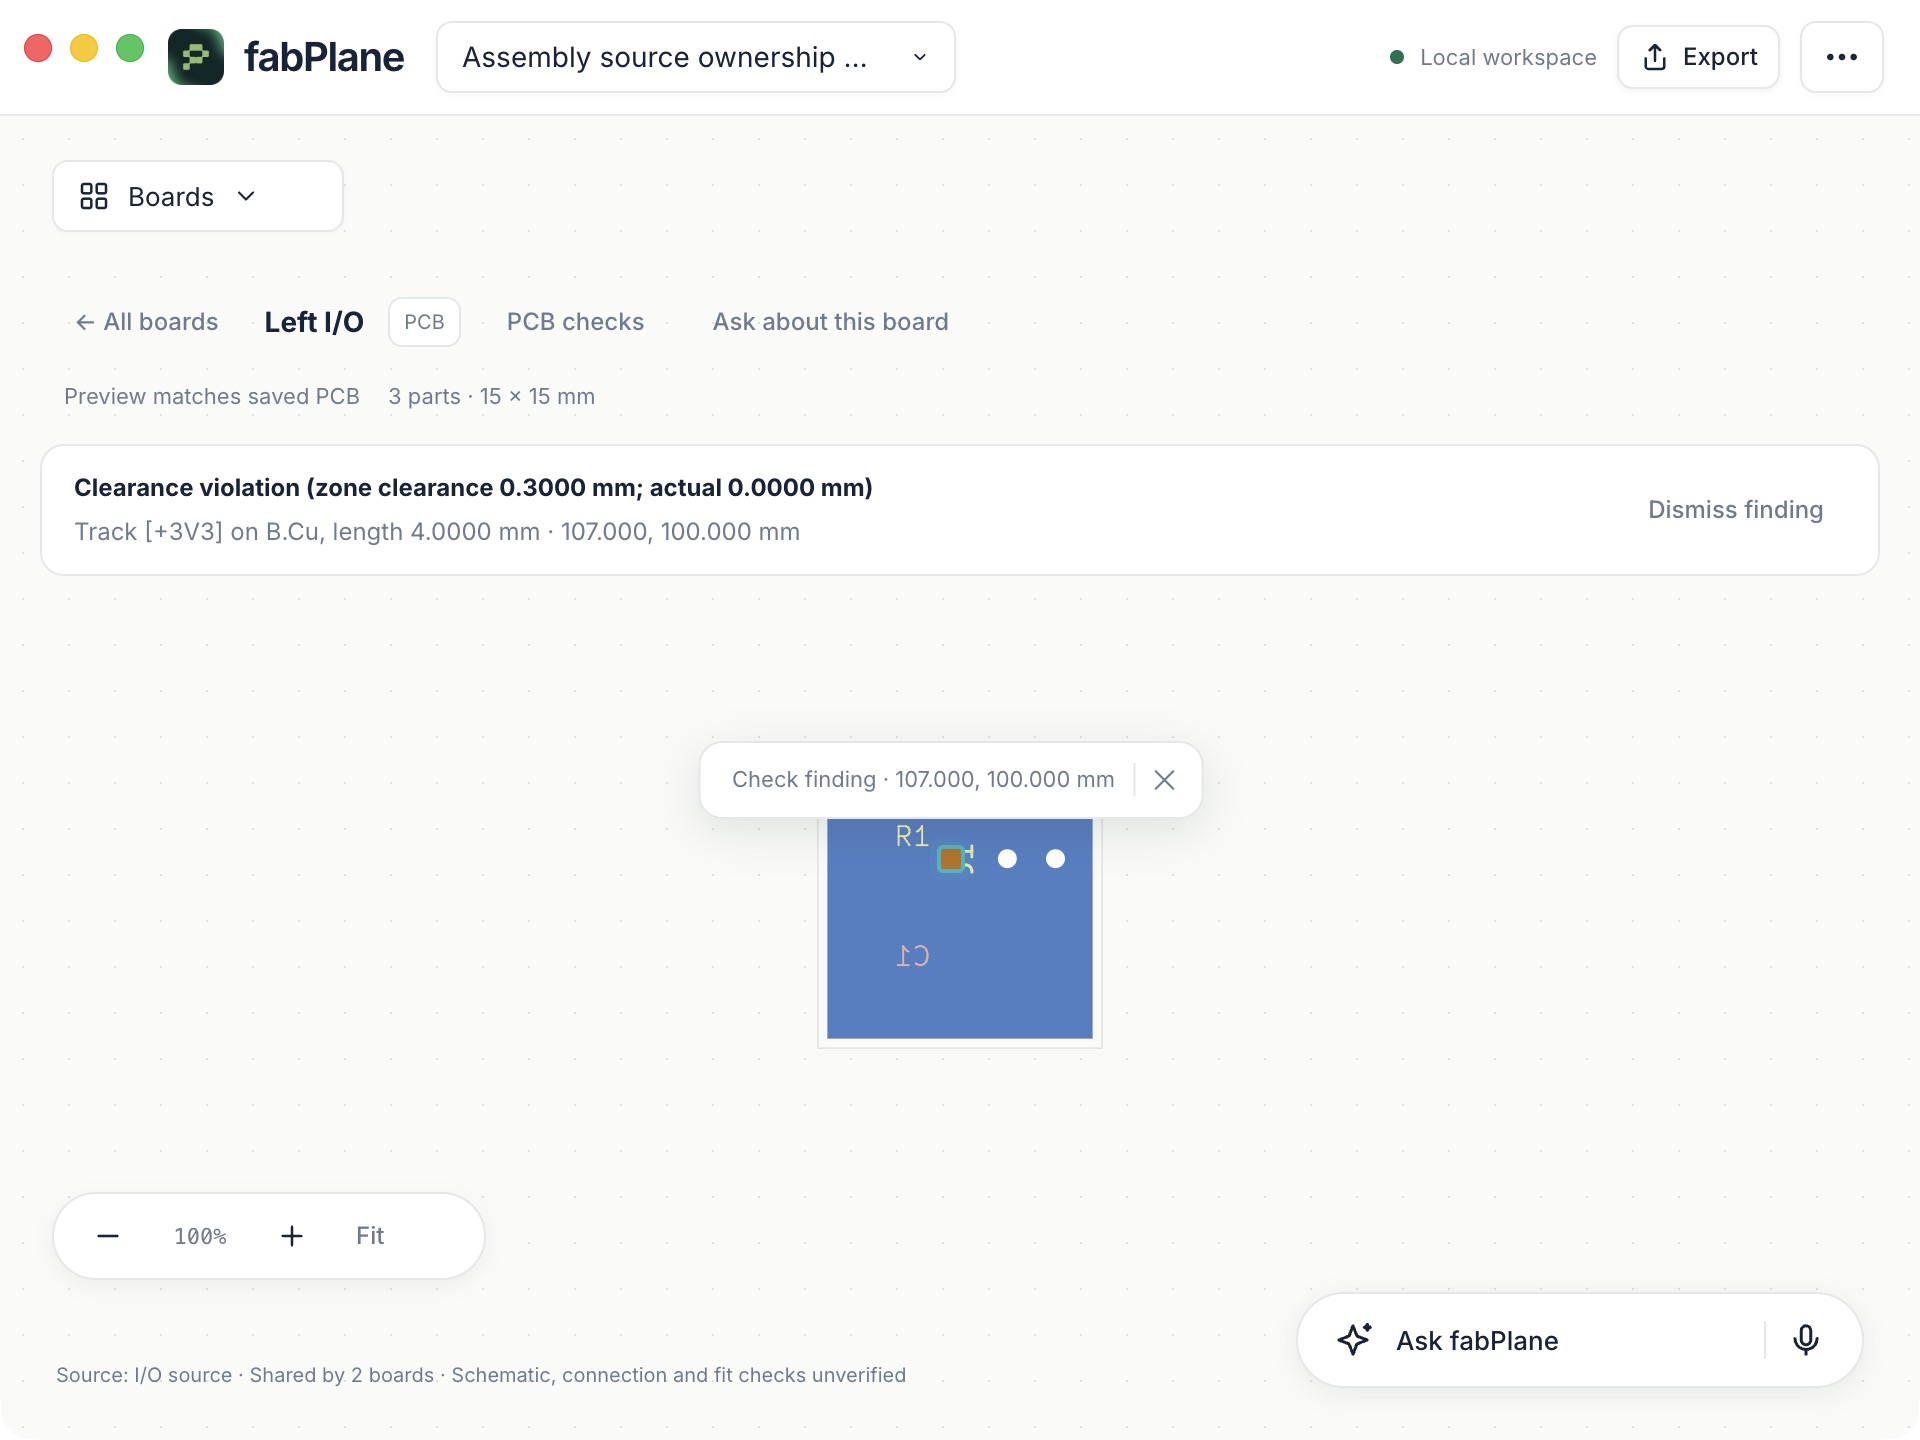 fabPlane
Assembly source ownership ...
Local workspace
Export
Boards
← All boards
Left I/O
PCB
PCB checks
Ask about this board
Preview matches saved PCB
3 parts · 15 × 15 mm
Clearance violation (zone clearance 0.3000 mm; actual 0.0000 mm)
Track [+3V3] on B.Cu, length 4.0000 mm · 107.000, 100.000 mm
Dismiss finding
Check finding · 107.000, 100.000 mm
R1
C1
100%
Fit
Ask fabPlane
Source: I/O source · Shared by 2 boards · Schematic, connection and fit checks unverified